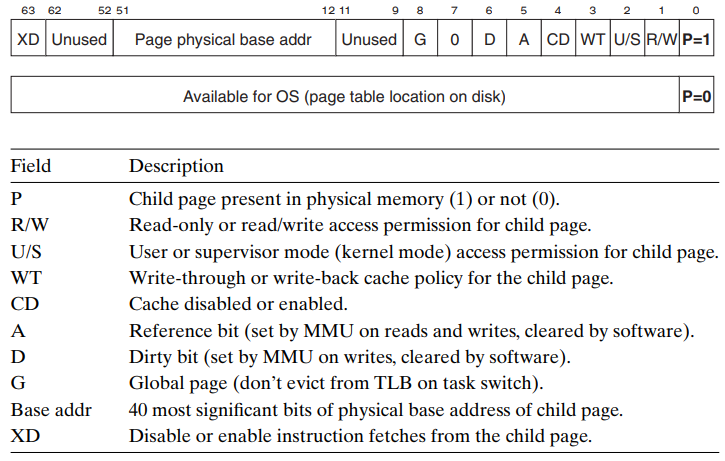 63 62 52 51 12 11 9 8 7 6 5 4 3 2 1 0
XD Unused Page physical base addr Unused G 0 D A CD WT U/S R/W P=1
Available for OS (page table location on disk) P=0
Field Description
P Child page present in physical memory (1) or not (0).
R/W Read-only or read/write access permission for child page.
U/S User or supervisor mode (kernel mode) access permission for child page.
WT Write-through or write-back cache policy for the child page.
CD Cache disabled or enabled.
A Reference bit (set by MMU on reads and writes, cleared by software).
D Dirty bit (set by MMU on writes, cleared by software).
G Global page (don’t evict from TLB on task switch).
Base addr 40 most significant bits of physical base address of child page.
XD Disable or enable instruction fetches from the child page.